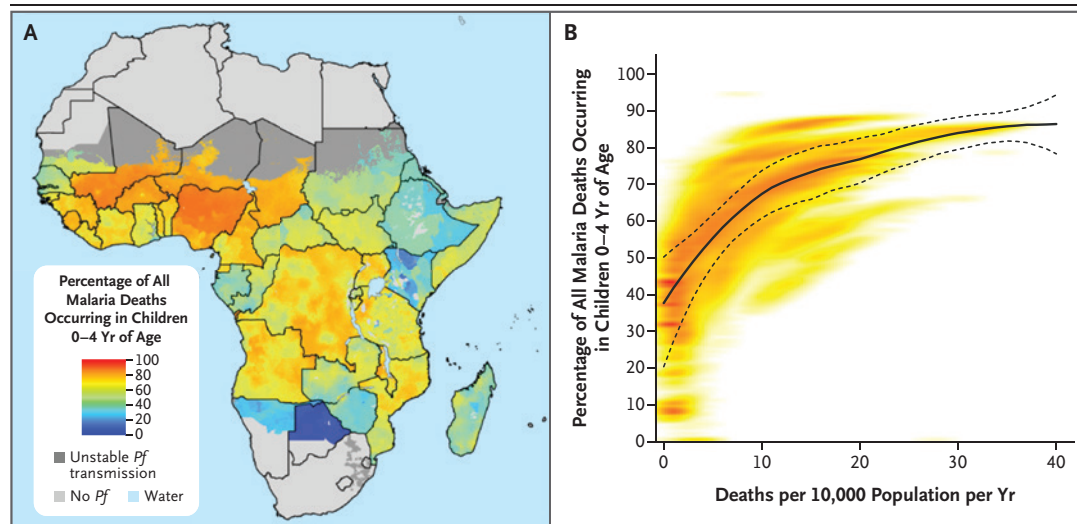 A
Percentage of All
Malaria Deaths
Occurring in Children
0–4 Yr of Age
100
80
60
40
20
0
Unstable Pf
transmission
No Pf
Water
B
Percentage of All Malaria Deaths Occurring
in Children 0–4 Yr of Age
100
90
80
70
60
50
40
30
20
10
0
0
10
20
30
40
Deaths per 10,000 Population per Yr